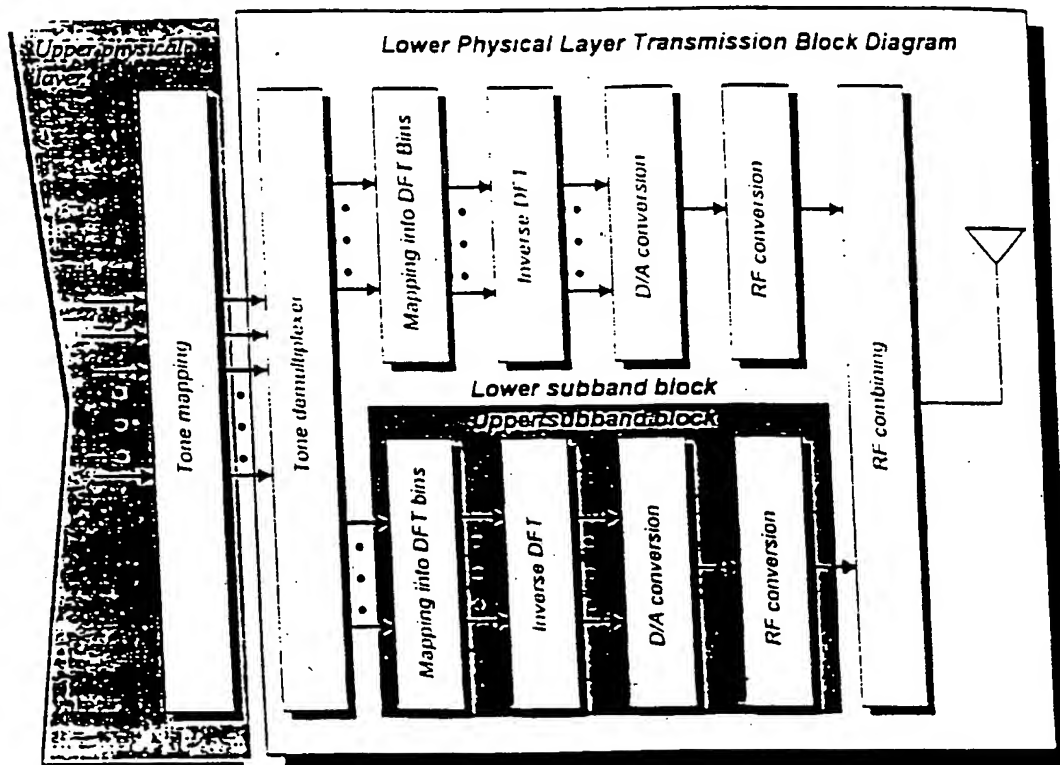 Upper physical
layer
Lower Physical Layer Transmission Block Diagram
Tone mapping
Tone damultiplexer
Mapping into DFT Bins
Inverse DFT
D/A conversion
RF conversion
RF combining
Lower subband block
Upper subband block
Mapping into DFT bins
Inverse DFT
D/A conversion
RF conversion